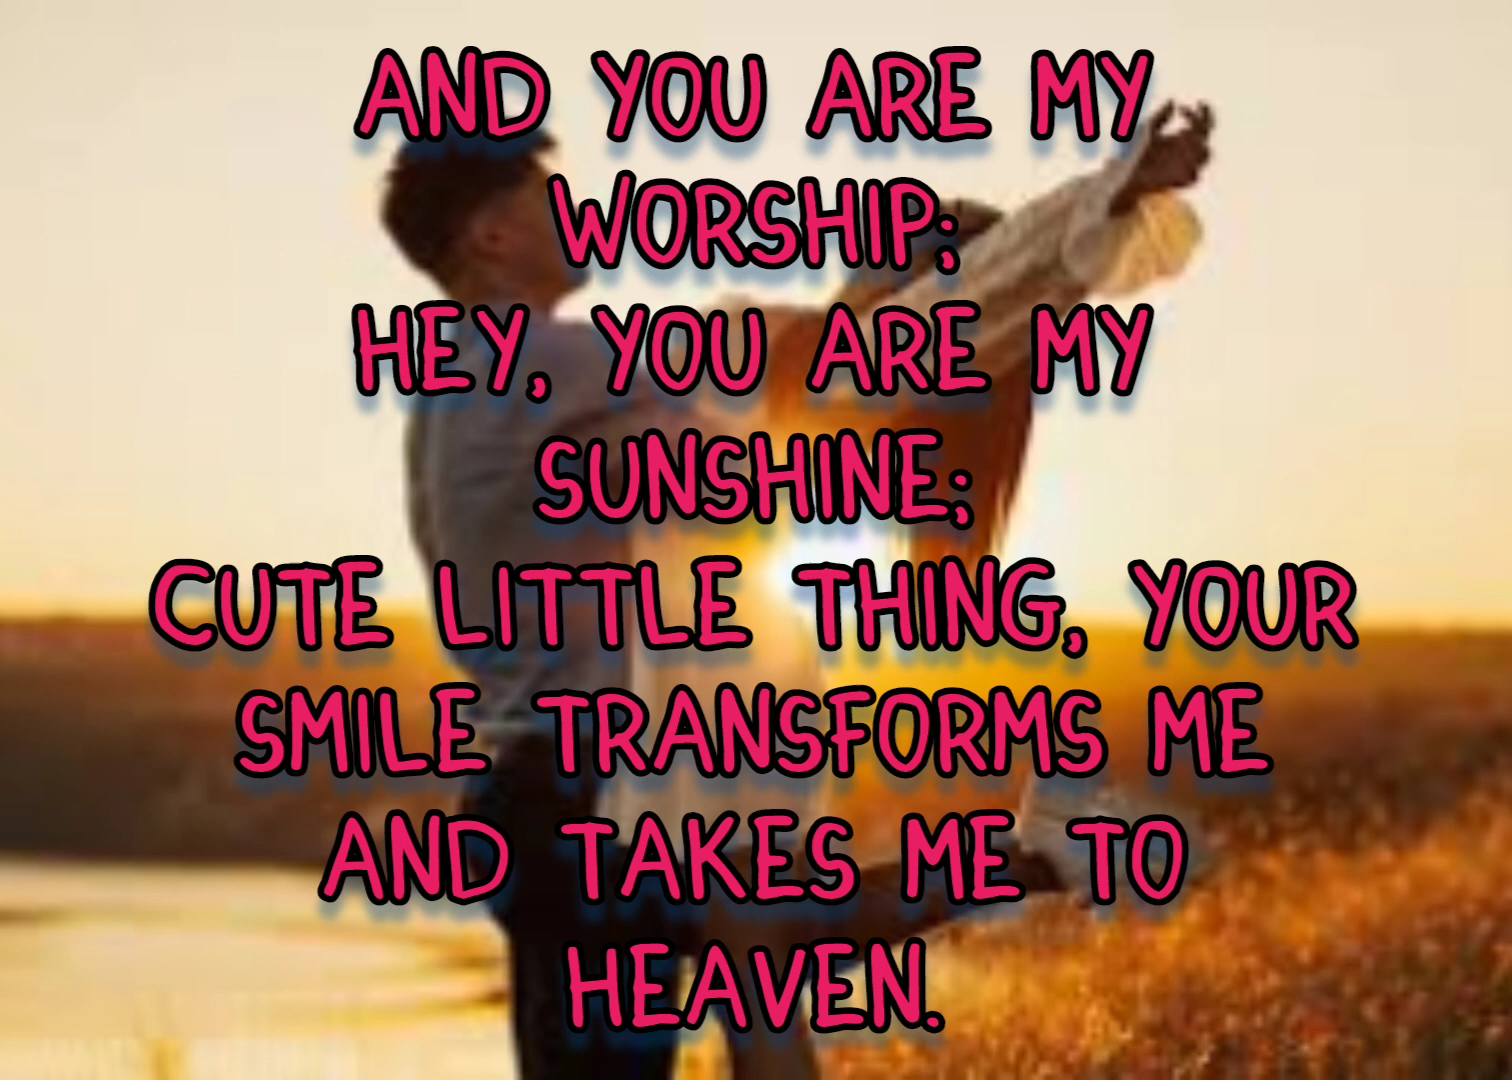 AND YOU ARE MY
WORSHIP;
HEY, YOU ARE MY
SUNSHINE;
CUTE LITTLE THING, YOUR
SMILE TRANSFORMS ME
AND TAKES ME TO
HEAVEN.